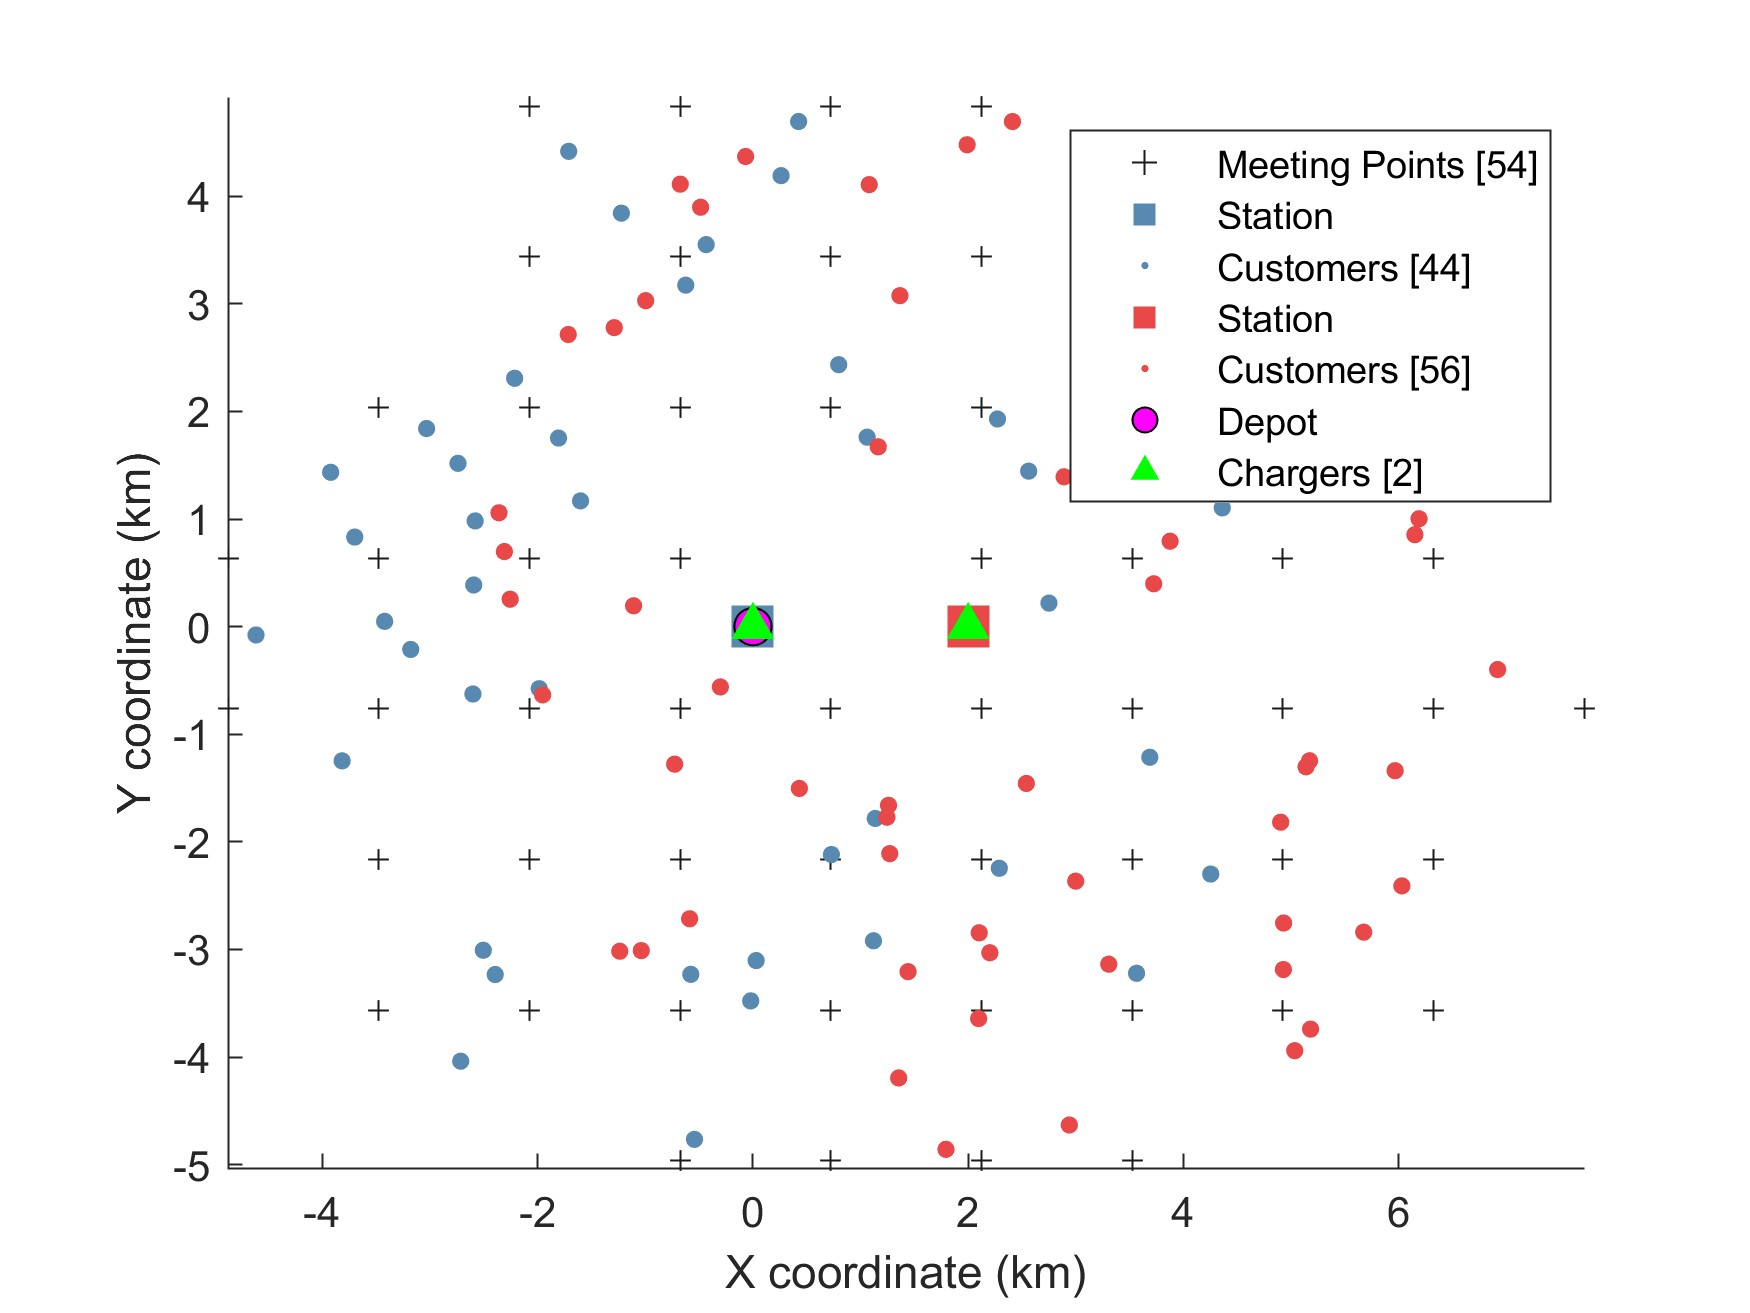 4
3
2
1
0
-1
-2
-3
-4
-5
Y coordinate (km)
-4 -2 0 2 4 6
X coordinate (km)
Meeting Points [54]
Station
Customers [44]
Station
Customers [56]
Depot
Chargers [2]